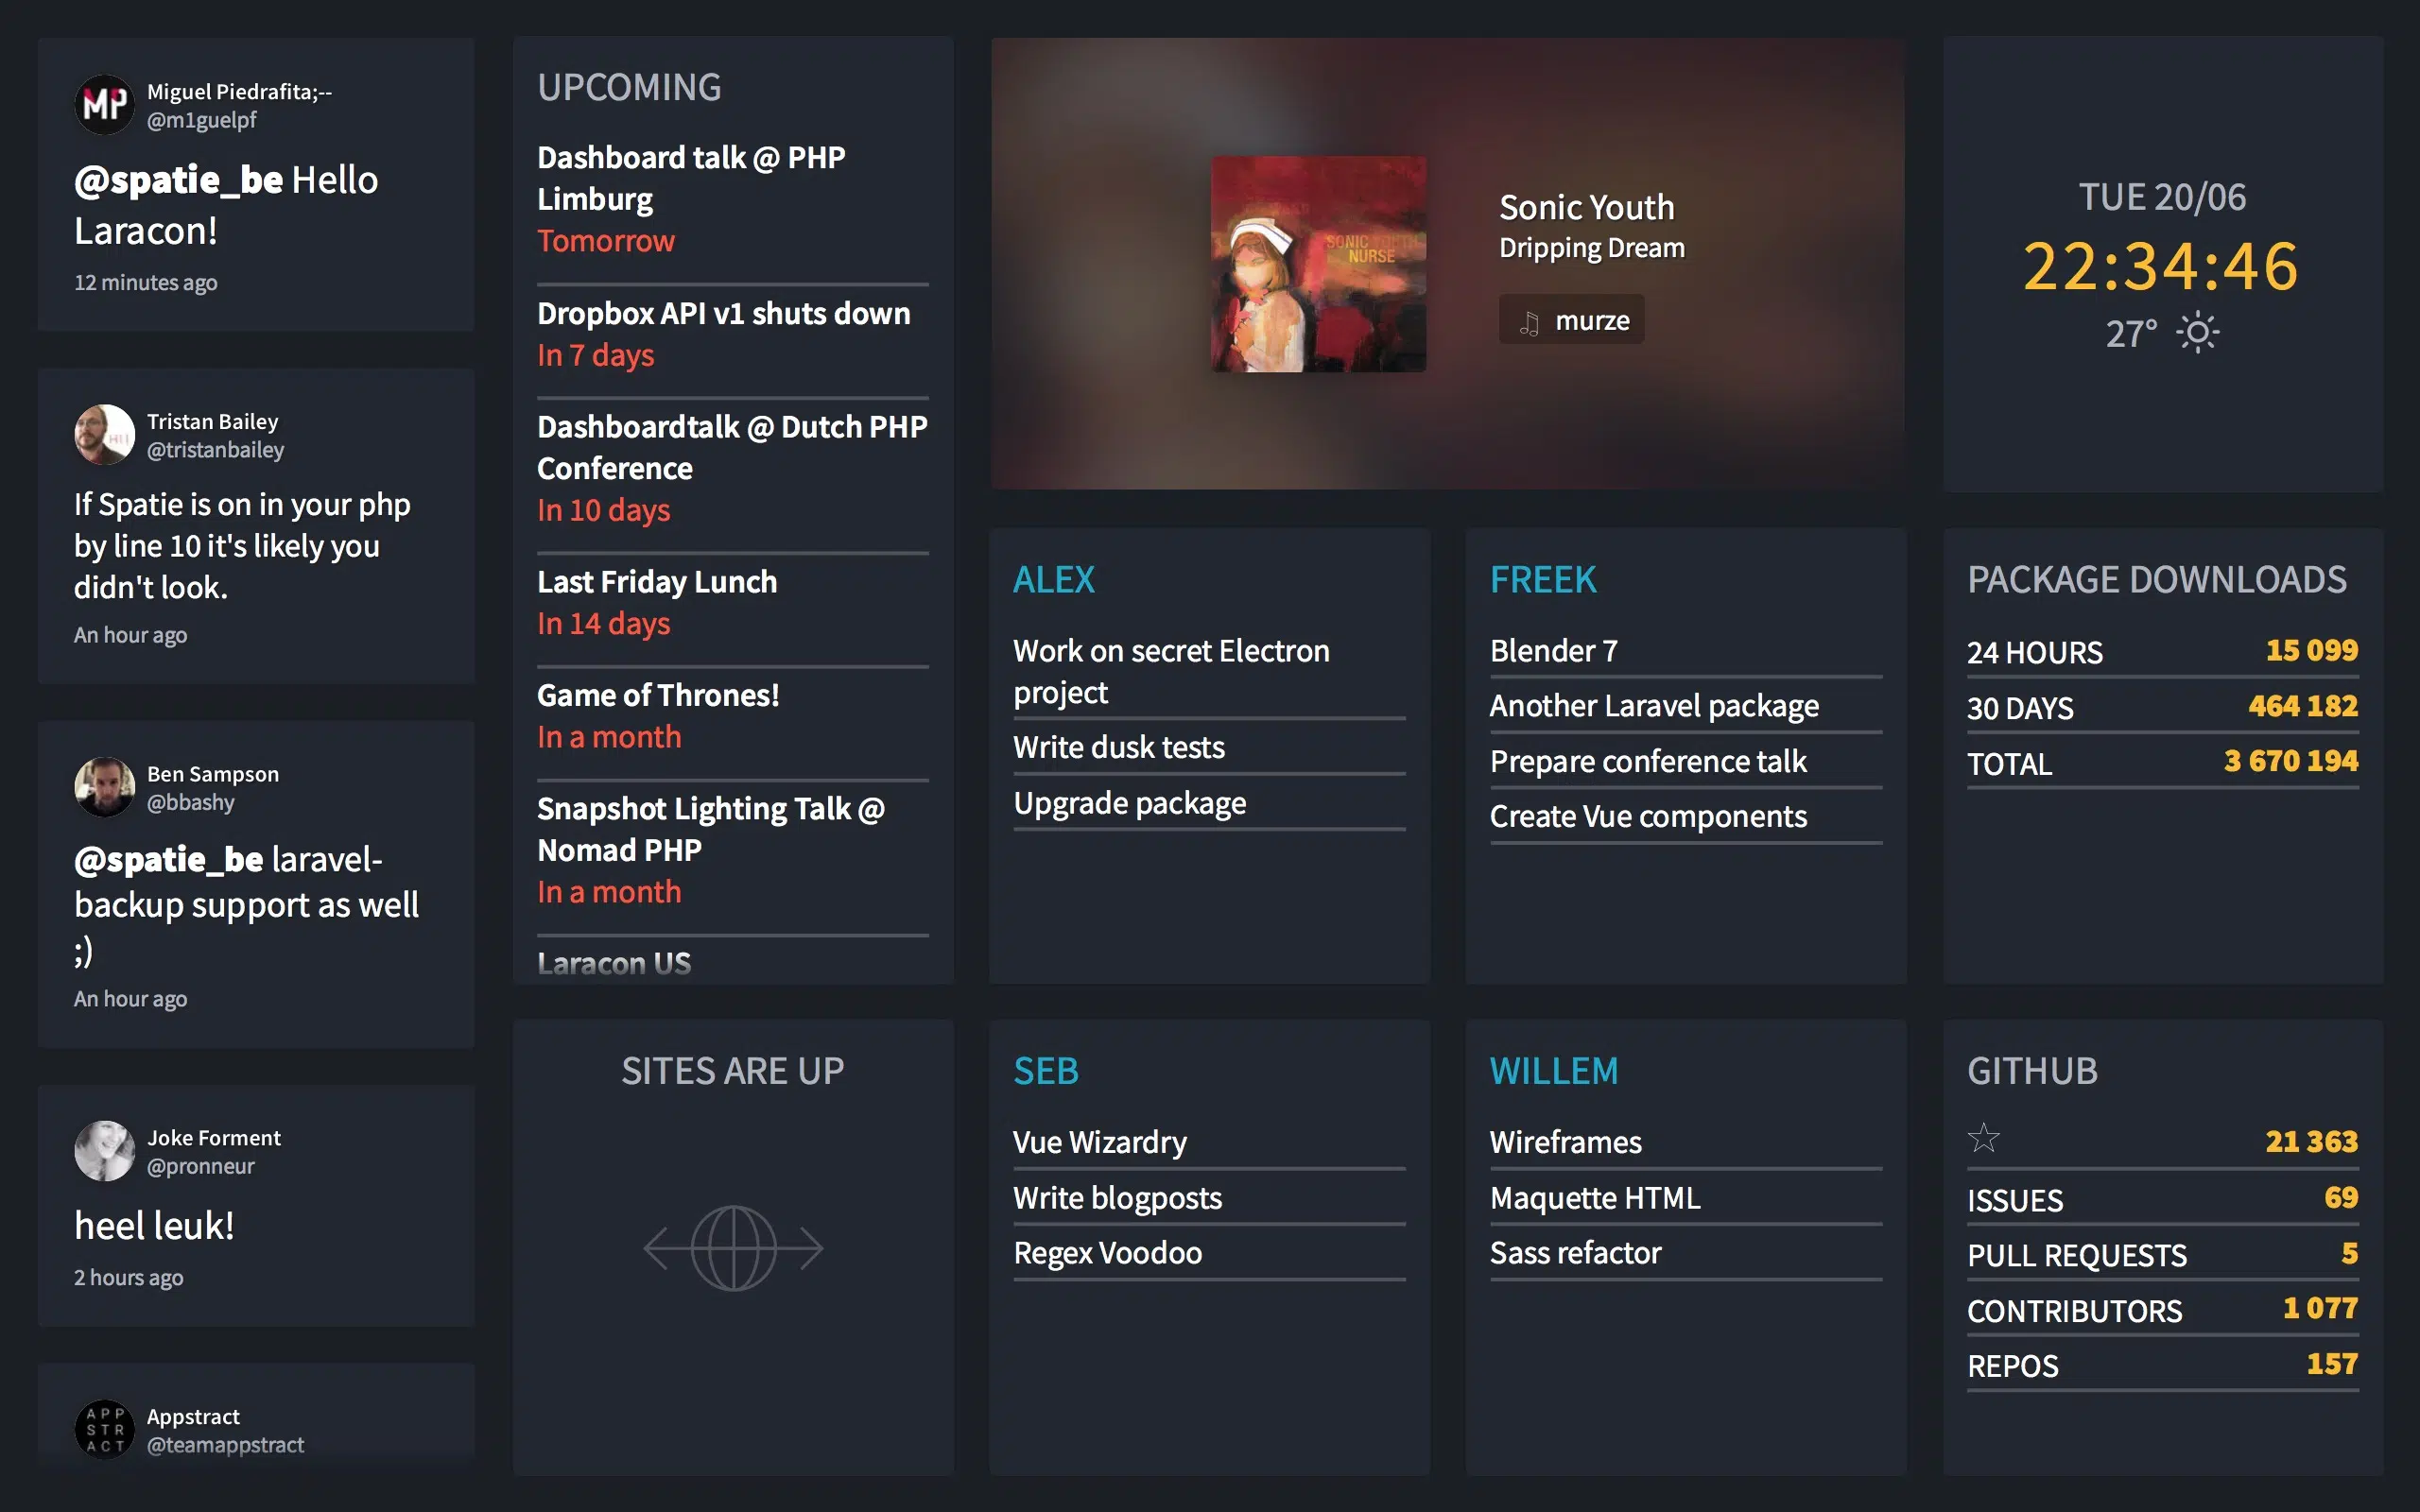 MP
Miguel Piedrafita;--
@m1guelpf
@spatie_be Hello
Laracon!
12 minutes ago
Tristan Bailey
@tristanbailey
If Spatie is on in your php
by line 10 it's likely you
didn't look.
An hour ago
Ben Sampson
@bbashy
@spatie_be laravel-
backup support as well
;)
An hour ago
Joke Forment
@pronneur
heel leuk!
2 hours ago
APP
STR
ACT
Appstract
@teamappstract
UPCOMING
Dashboard talk @ PHP
Limburg
Tomorrow
Dropbox API v1 shuts down
In 7 days
Dashboardtalk @ Dutch PHP
Conference
In 10 days
Last Friday Lunch
In 14 days
Game of Thrones!
In a month
Snapshot Lighting Talk @
Nomad PHP
In a month
Laracon US
SITES ARE UP
SONIC YOUTH
NURSE
Sonic Youth
Dripping Dream
murze
TUE 20/06
22:34:46
27°
ALEX
Work on secret Electron
project
Write dusk tests
Upgrade package
FREEK
Blender 7
Another Laravel package
Prepare conference talk
Create Vue components
PACKAGE DOWNLOADS
24 HOURS 15 099
30 DAYS 464 182
TOTAL 3 670 194
SEB
Vue Wizardry
Write blogposts
Regex Voodoo
WILLEM
Wireframes
Maquette HTML
Sass refactor
GITHUB
☆ 21 363
ISSUES 69
PULL REQUESTS 5
CONTRIBUTORS 1 077
REPOS 157